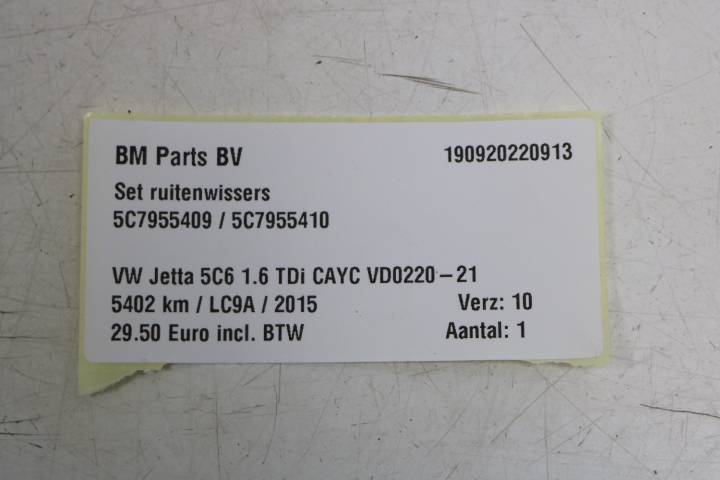 BM Parts BV 190920220913
Set ruitenwissers
5C7955409 / 5C7955410
VW Jetta 5C6 1.6 TDi CAYC VD0220-21
5402 km / LC9A / 2015 Verz: 10
29.50 Euro incl. BTW Aantal: 1